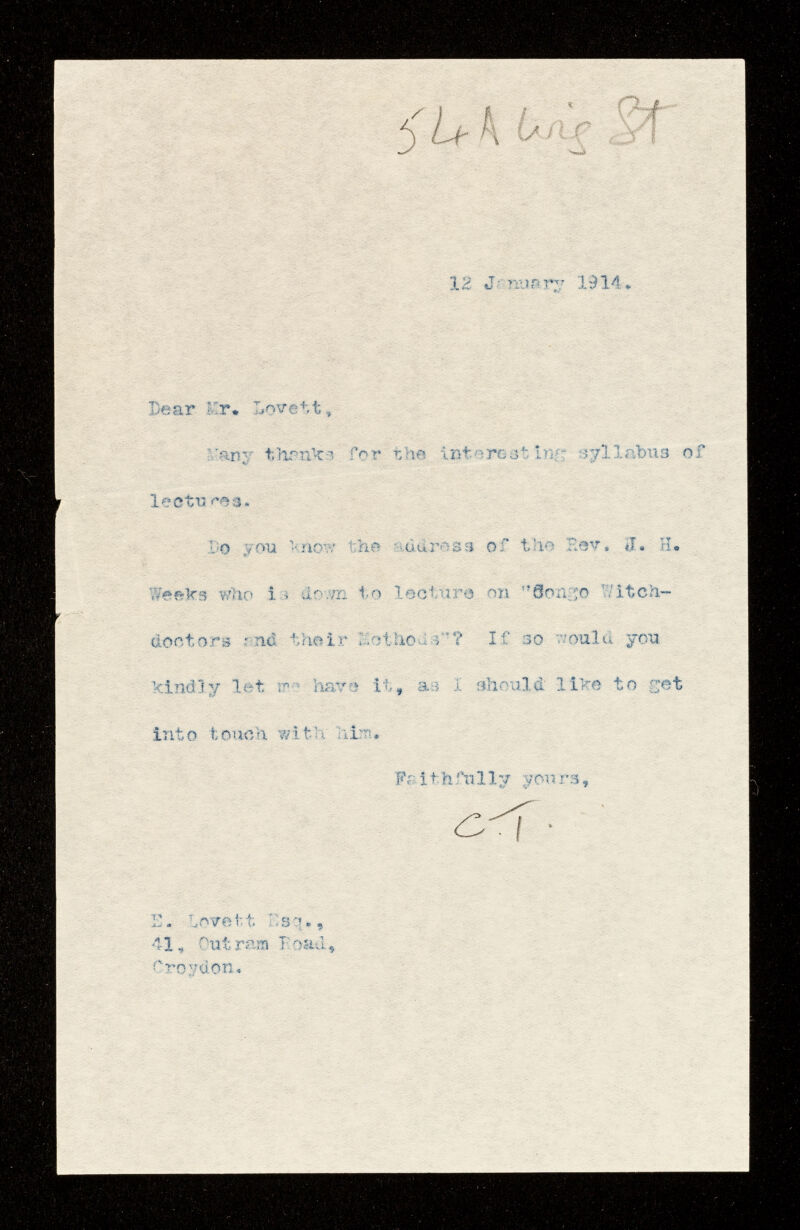 54A Wig St
12 January 1914.
Dear Mr. Lovett,
Many thanks for the interesting syllabus of
lectures.
Do you know the address of the Rev. J. H.
Weeks who is down to lecture on "Congo Witch-
doctors and their Methods"? If so would you
kindly let me have it, as I should like to get
into touch with him.
Faithfully yours,
C.T.
E. Lovett Esq.,
41, Outram Road,
Croydon.